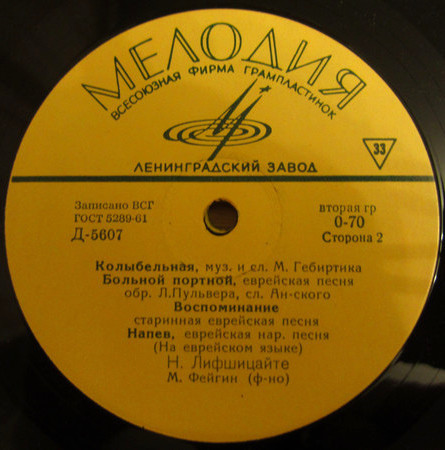 МЕЛОДИЯ
ВСЕСОЮЗНАЯ ФИРМА ГРАМПЛАСТИНОК
33
ЛЕНИНГРАДСКИЙ ЗАВОД
Записано ВСГ
ГОСТ 5289-61
Д-5607
вторая гр
0-70
Сторона 2
Колыбельная, муз. и сл. М. Гебиртика
Больной портной, еврейская песня
обр. Л.Пульвера, сл. Ан-ского
Воспоминание
старинная еврейская песня
Напев, еврейская нар. песня
(На еврейском языке)
Н. Лифшицайте
М. Фейгин (ф-но)